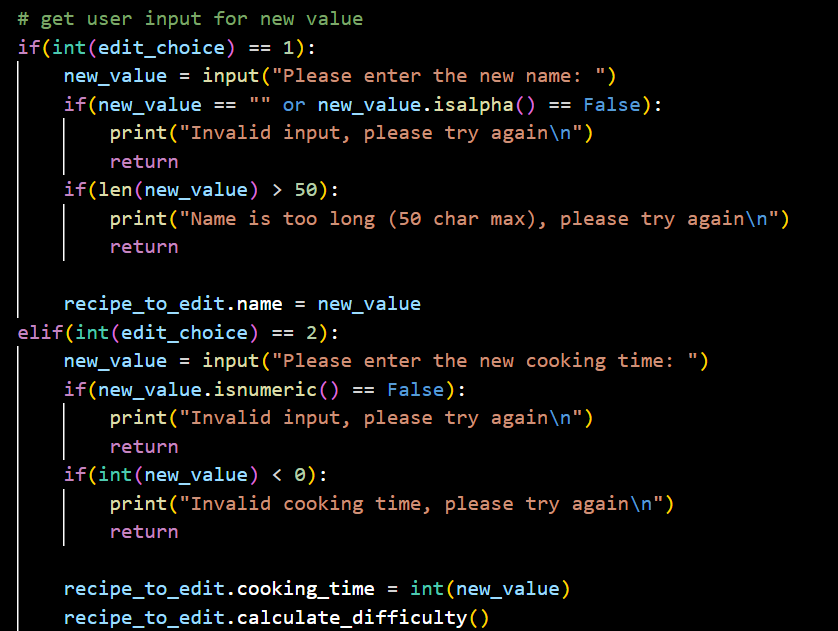 # get user input for new value
if(int(edit_choice) == 1):
    new_value = input("Please enter the new name: ")
    if(new_value == "" or new_value.isalpha() == False):
        print("Invalid input, please try again\n")
        return
    if(len(new_value) > 50):
        print("Name is too long (50 char max), please try again\n")
        return

    recipe_to_edit.name = new_value
elif(int(edit_choice) == 2):
    new_value = input("Please enter the new cooking time: ")
    if(new_value.isnumeric() == False):
        print("Invalid input, please try again\n")
        return
    if(int(new_value) < 0):
        print("Invalid cooking time, please try again\n")
        return

    recipe_to_edit.cooking_time = int(new_value)
    recipe_to_edit.calculate_difficulty()